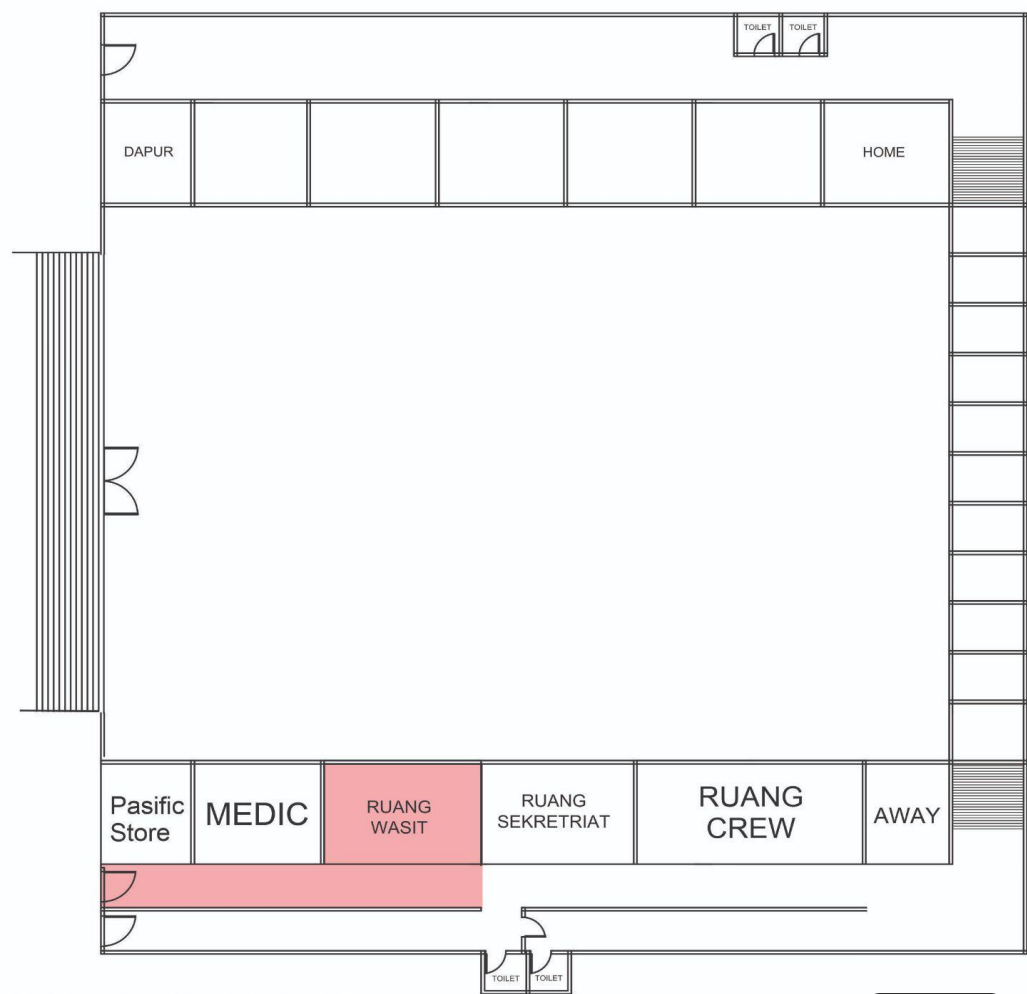 TOILET
TOILET
DAPUR
HOME
Pasific
Store
MEDIC
RUANG
WASIT
RUANG
SEKRETRIAT
RUANG
CREW
AWAY
TOILET
TOILET